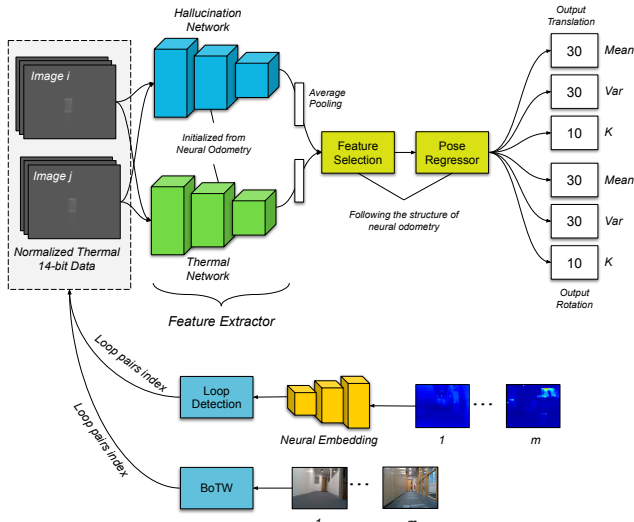 Hallucination
Network
Output
Translation
Image i
Image j
Normalized Thermal
14-bit Data
Initialized from
Neural Odometry
Average
Pooling
Thermal
Network
Feature Extractor
Feature
Selection
Pose
Regressor
Following the structure of
neural odometry
30 Mean
30 Var
10 K
30 Mean
30 Var
10 K
Output
Rotation
Loop pairs index
Loop pairs index
Loop
Detection
Neural Embedding
...
1 m
BoTW
...
1 m